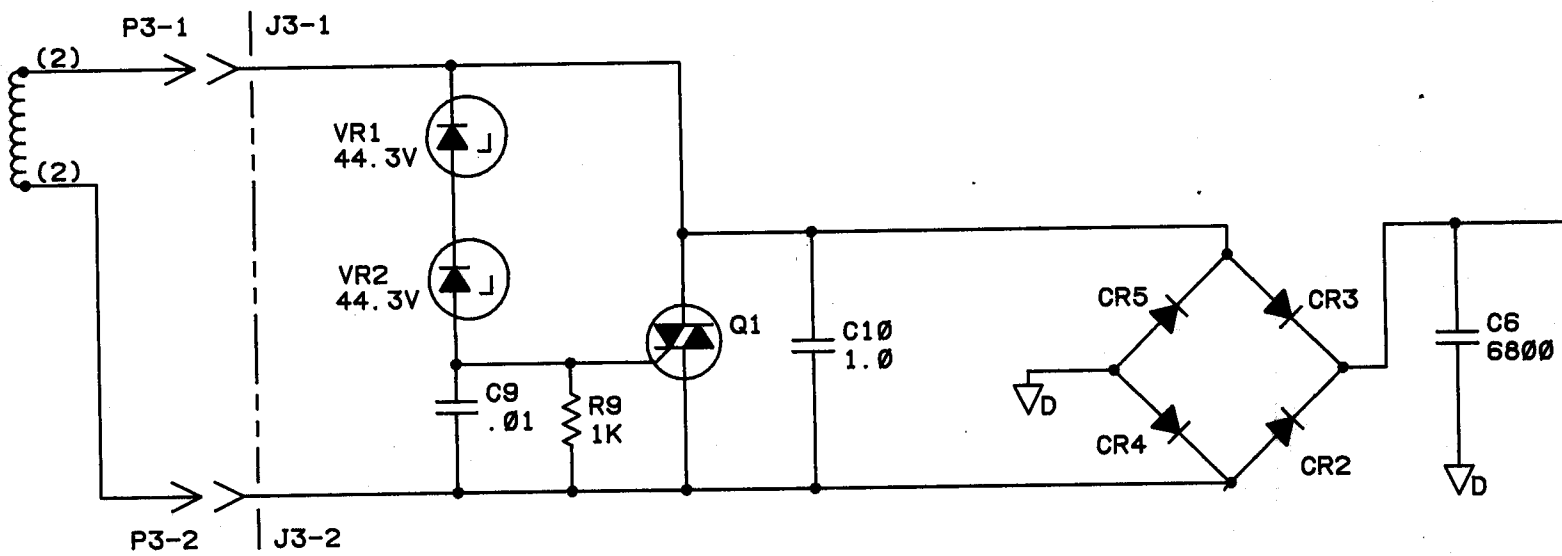 P3-1
J3-1
(2)
(2)
VR1
44.3V
VR2
44.3V
Q1
C9
.01
R9
1K
C10
1.0
CR5
CR3
D
CR4
CR2
C6
6800
D
P3-2
J3-2